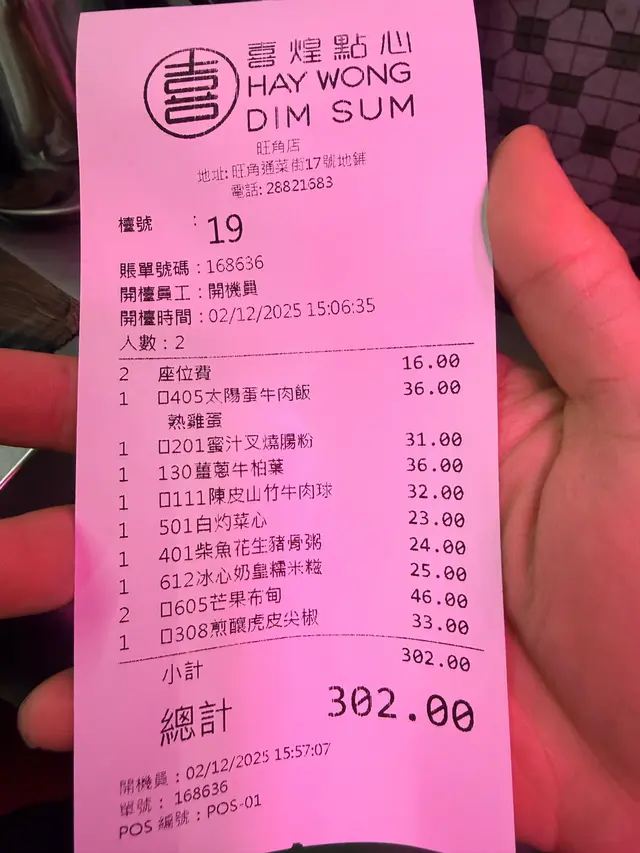 喜
喜煌點心
HAY WONG
DIM SUM
旺角店
地址: 旺角通菜街17號地鋪
電話: 28821683
檯號 : 19
賬單號碼 : 168636
開檯員工 : 開機員
開檯時間 : 02/12/2025 15:06:35
人數 : 2
2 座位費 16.00
1 □405太陽蛋牛肉飯 36.00
熟雞蛋
1 □201蜜汁叉燒腸粉 31.00
1 130薑蔥牛柏葉 36.00
1 □111陳皮山竹牛肉球 32.00
1 501白灼菜心 23.00
1 401柴魚花生豬骨粥 24.00
1 612冰心奶皇糯米糍 25.00
2 □605芒果布甸 46.00
1 □308煎釀虎皮尖椒 33.00
小計 302.00
總計 302.00
開機員 : 02/12/2025 15:57:07
單號 : 168636
POS 編號 : POS-01